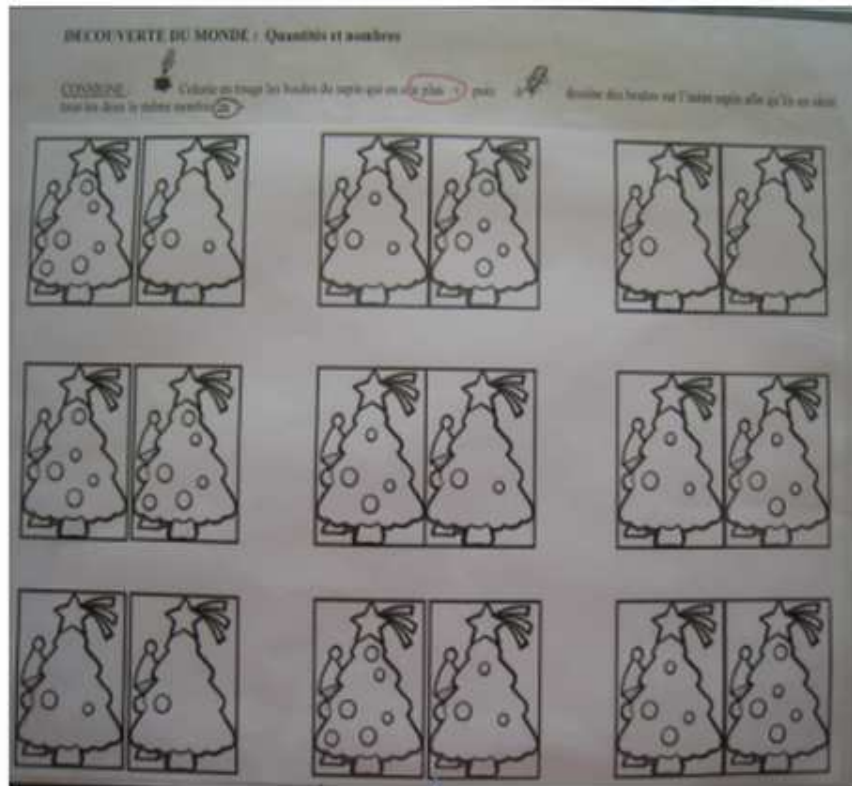 DECOUVERTE DU MONDE : Quantités et nombres
CONSIGNE : Colorie en rouge les boules du sapin qui en a le plus + puis dessine des boules sur l'autre sapin afin qu'ils en aient
tous les deux le même nombre